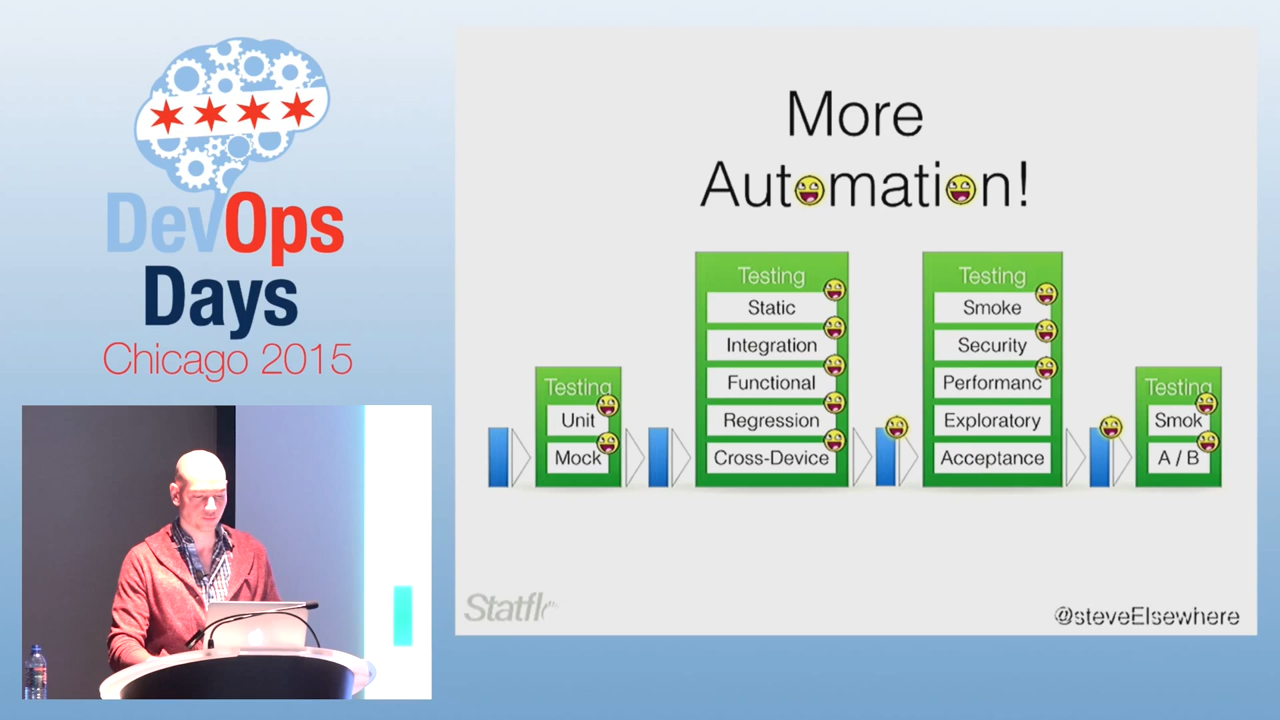 DevOps
Days
Chicago 2015
More
Automation!
Testing
Unit
Mock
Testing
Static
Integration
Functional
Regression
Cross-Device
Testing
Smoke
Security
Performanc
Exploratory
Acceptance
Testing
Smok
A / B
@steveElsewhere